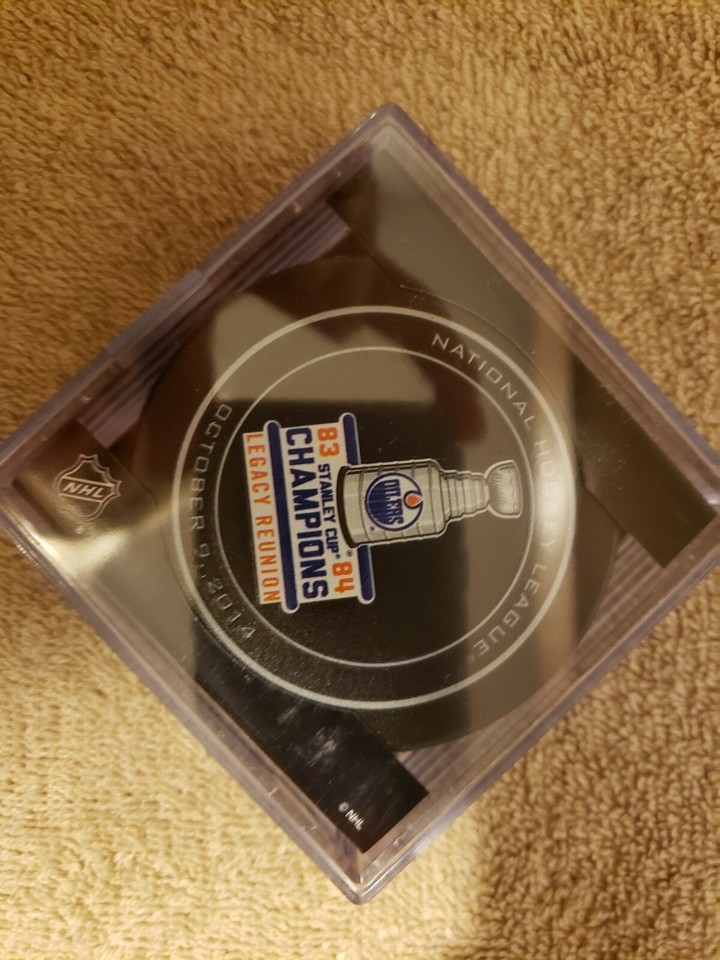 NATIONAL HOCKEY LEAGUE
OILERS
83 84
STANLEY CUP®
CHAMPIONS
LEGACY REUNION
OCTOBER 9, 2014
NHL
© NHL